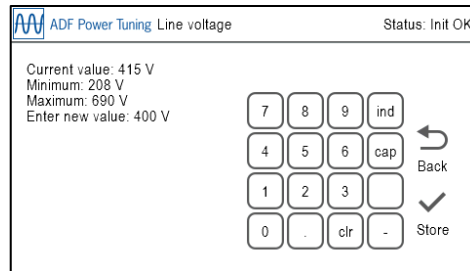 ADF Power Tuning Line voltage Status: Init OK
Current value: 415 V
Minimum: 208 V
Maximum: 690 V
Enter new value: 400 V
7 8 9 ind
4 5 6 cap
Back
1 2 3
0 . clr -
Store